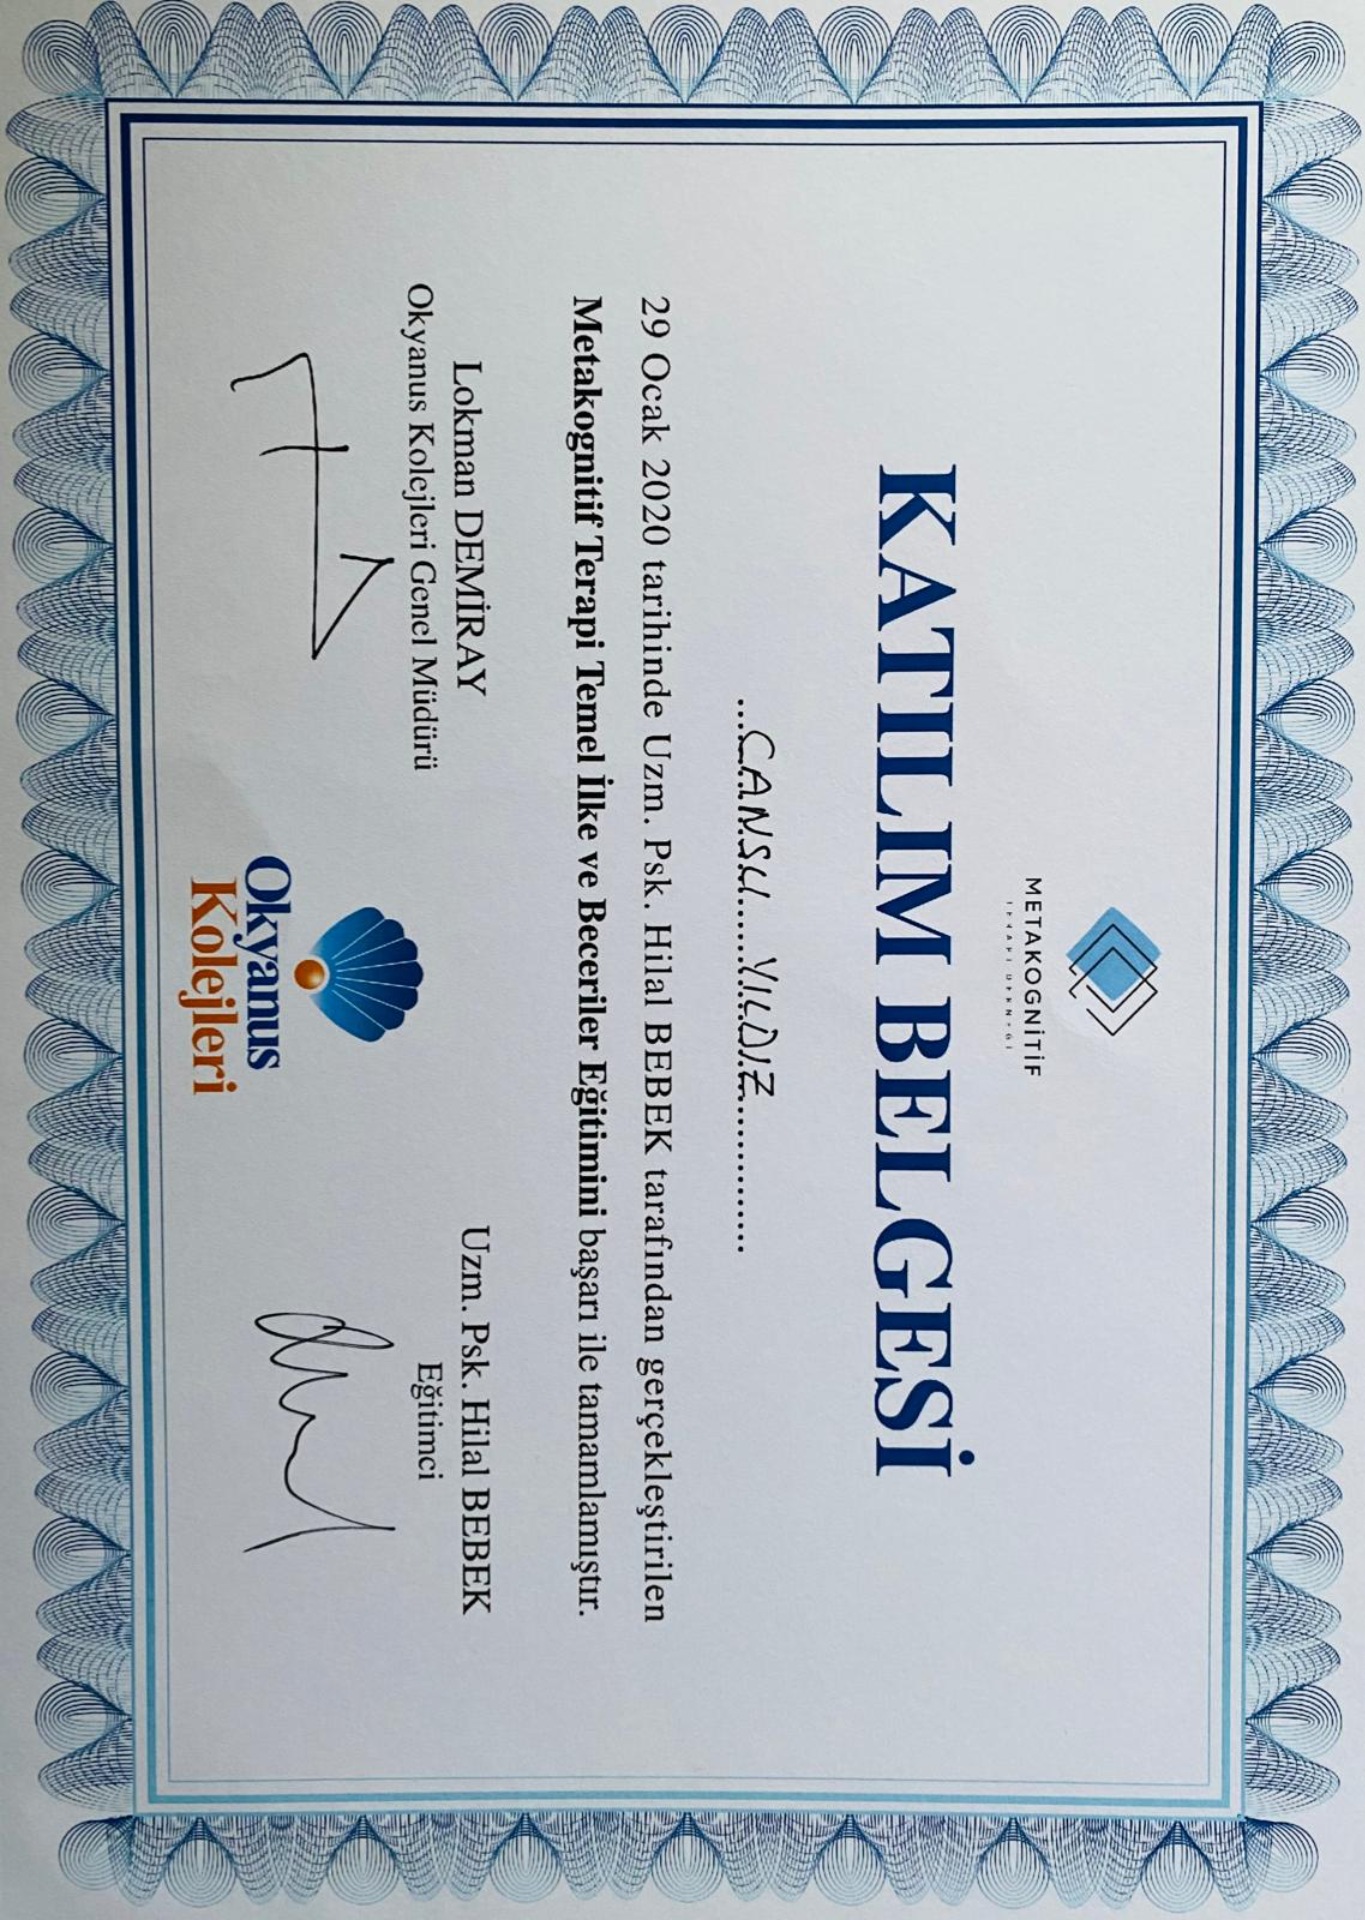 METAKOGNİTİF
TERAPİ DERNEĞİ
KATILIM BELGESİ
....CANSU......YILDIZ............
29 Ocak 2020 tarihinde Uzm. Psk. Hilal BEBEK tarafından gerçekleştirilen
Metakognitif Terapi Temel İlke ve Beceriler Eğitimini başarı ile tamamlamıştır.
Lokman DEMİRAY
Okyanus Kolejleri Genel Müdürü
Uzm. Psk. Hilal BEBEK
Eğitimci
Okyanus
Kolejleri